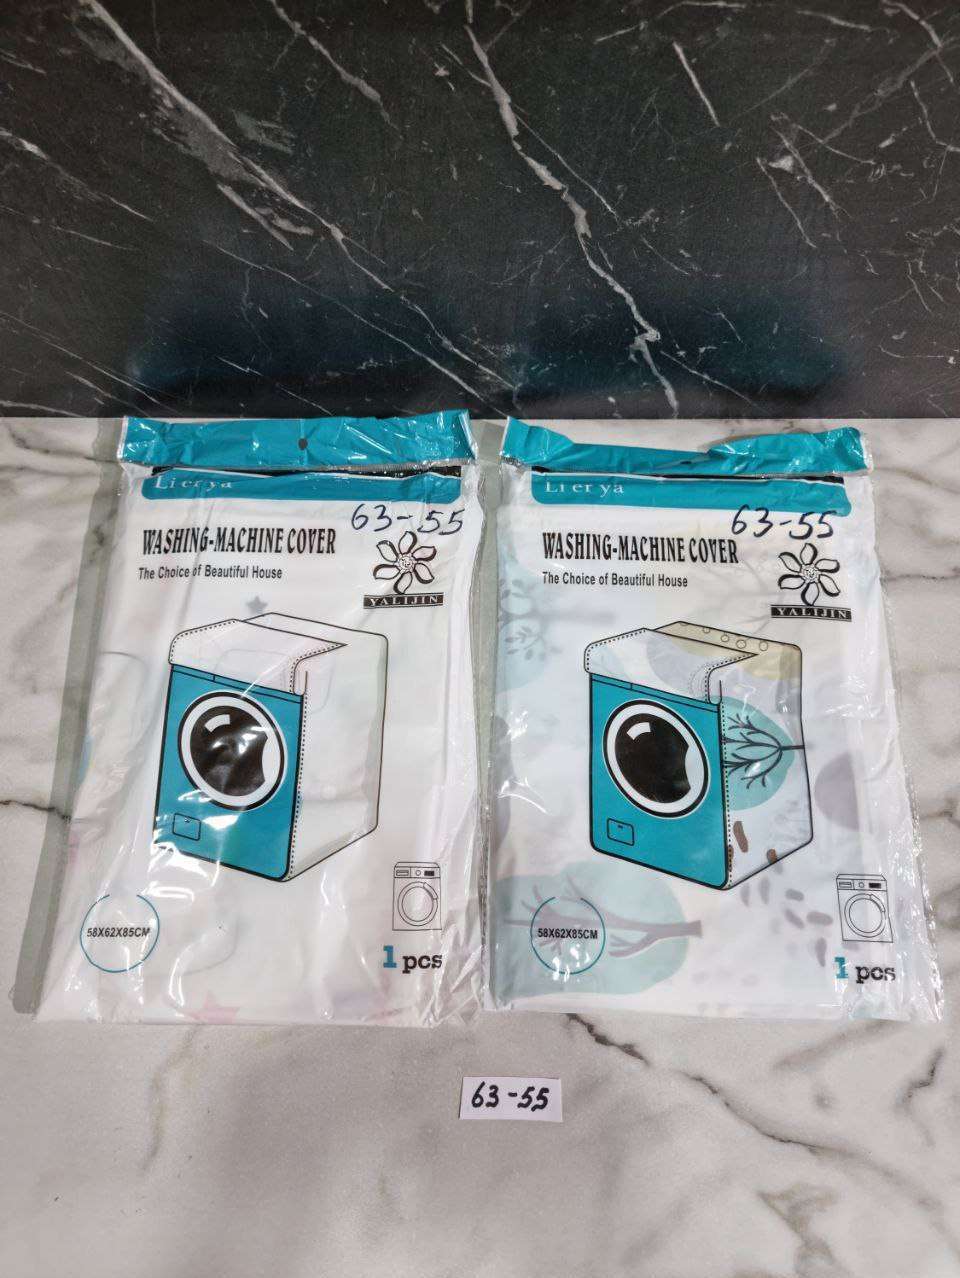 Li er ya
63-55
WASHING-MACHINE COVER
The Choice of Beautiful House
YALIJIN
58X62X85CM
1 pcs
Li er ya
63-55
WASHING-MACHINE COVER
The Choice of Beautiful House
YALIJIN
58X62X85CM
1 pcs
63-55